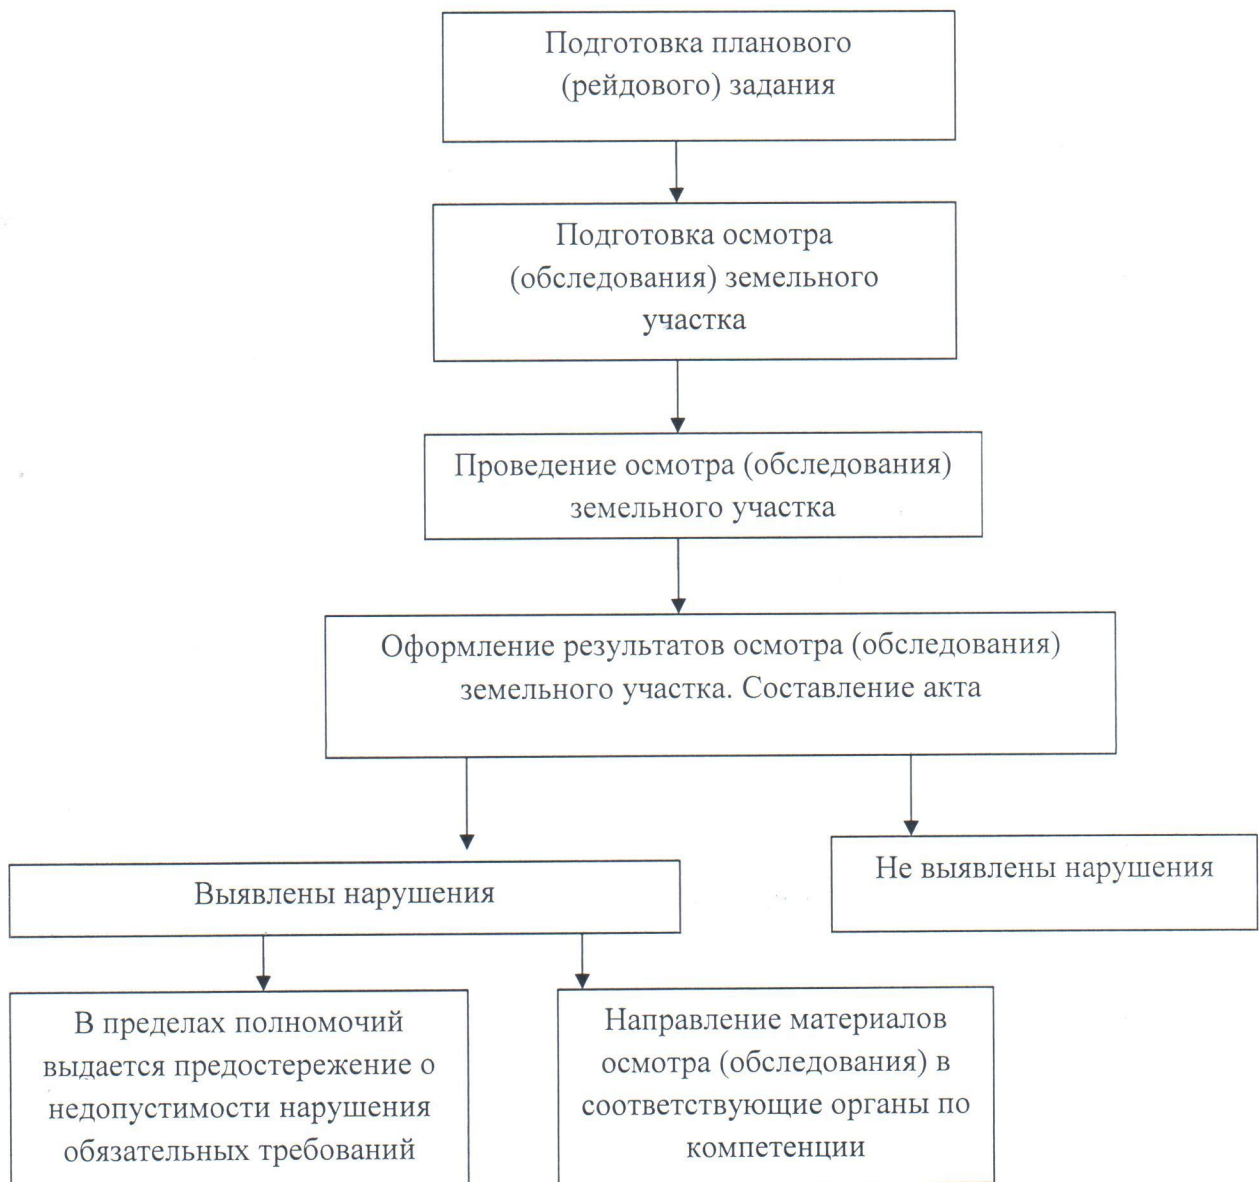 Подготовка планового
(рейдового) задания
Подготовка осмотра
(обследования) земельного
участка
Проведение осмотра (обследования)
земельного участка
Оформление результатов осмотра (обследования)
земельного участка. Составление акта
Выявлены нарушения
Не выявлены нарушения
В пределах полномочий
выдается предостережение о
недопустимости нарушения
обязательных требований
Направление материалов
осмотра (обследования) в
соответствующие органы по
компетенции